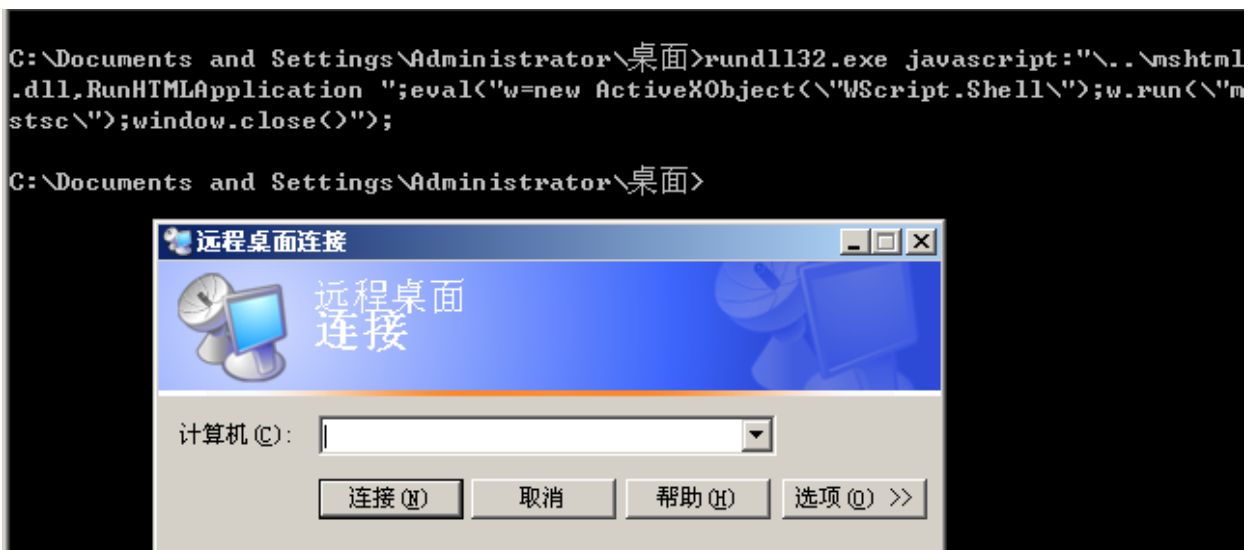 C:\Documents and Settings\Administrator\桌面>rundll32.exe javascript:"\..\mshtml
.dll,RunHTMLApplication ";eval("w=new ActiveXObject(\"WScript.Shell\");w.run(\"m
stsc\");window.close()");
C:\Documents and Settings\Administrator\桌面>
远程桌面连接
远程桌面
连接
计算机(C):
连接(N) 取消 帮助(H) 选项(O) >>